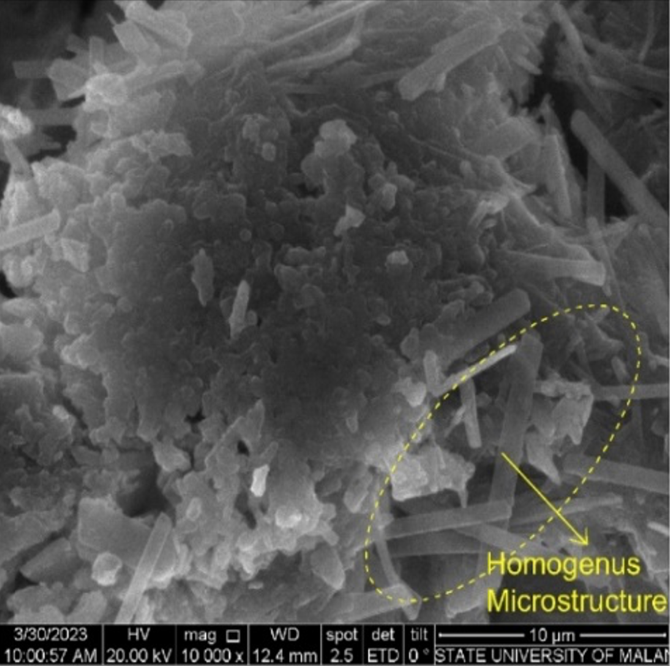 Homogenus
Microstructure
3/30/2023 HV mag □ WD spot det tilt 10 µm
10:00:57 AM 20.00 kV 10 000 x 12.4 mm 2.5 ETD 0 ° STATE UNIVERSITY OF MALA